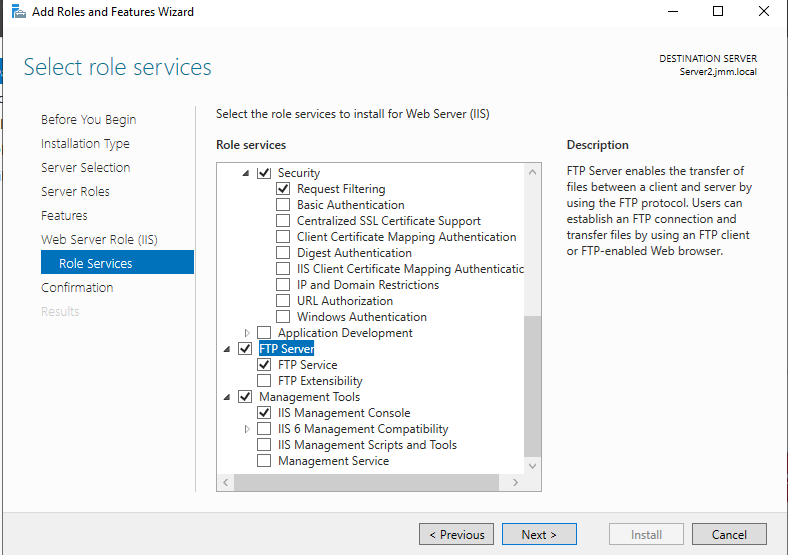 Add Roles and Features Wizard
Select role services
DESTINATION SERVER
Server2.jmm.local
Before You Begin
Installation Type
Server Selection
Server Roles
Features
Web Server Role (IIS)
Role Services
Confirmation
Results
Select the role services to install for Web Server (IIS)
Role services
Security
Request Filtering
Basic Authentication
Centralized SSL Certificate Support
Client Certificate Mapping Authentication
Digest Authentication
IIS Client Certificate Mapping Authenticatic
IP and Domain Restrictions
URL Authorization
Windows Authentication
Application Development
FTP Server
FTP Service
FTP Extensibility
Management Tools
IIS Management Console
IIS 6 Management Compatibility
IIS Management Scripts and Tools
Management Service
Description
FTP Server enables the transfer of
files between a client and server by
using the FTP protocol. Users can
establish an FTP connection and
transfer files by using an FTP client
or FTP-enabled Web browser.
< Previous
Next >
Install
Cancel